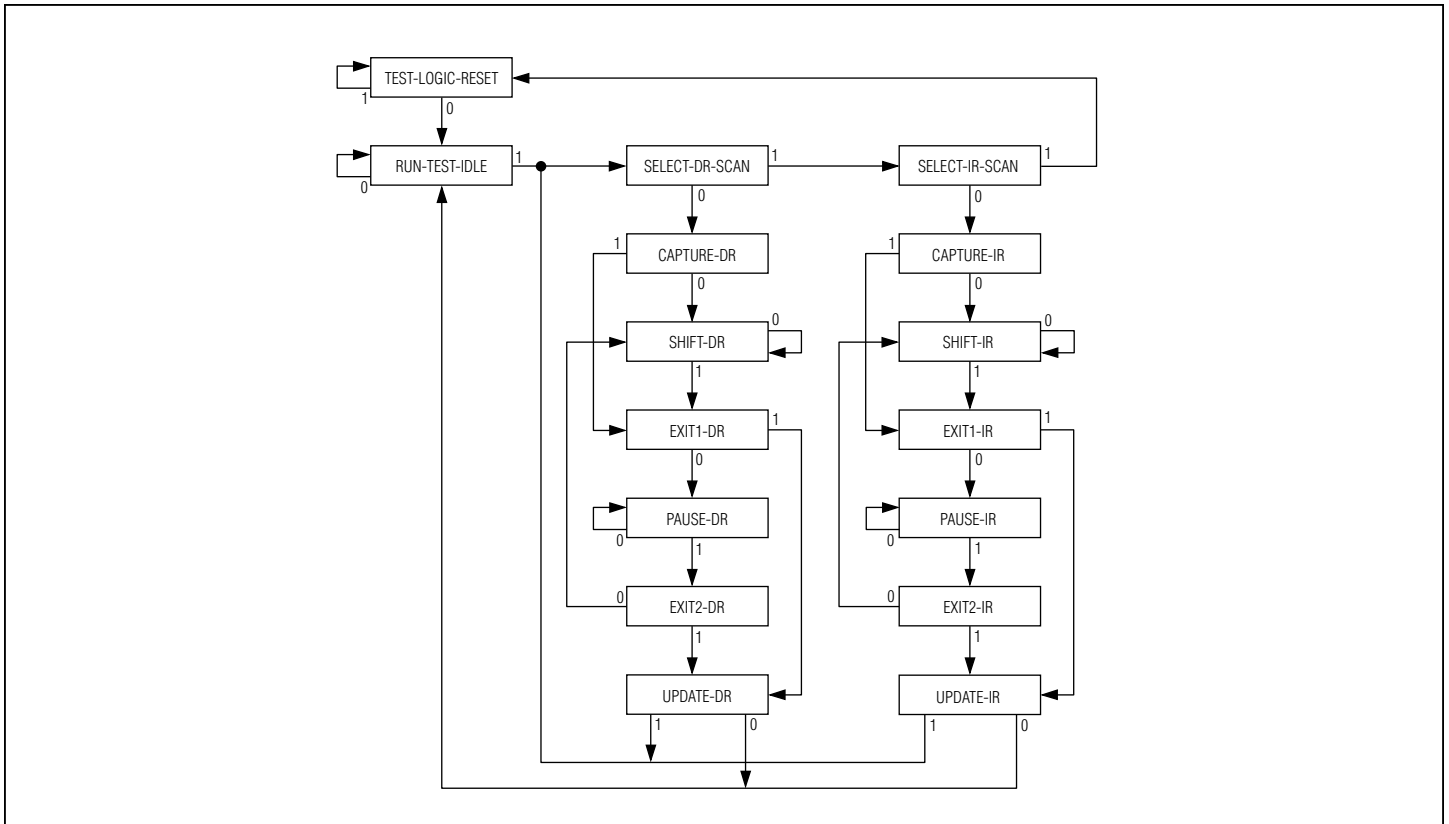 TEST-LOGIC-RESET
1
0
RUN-TEST-IDLE
1
0
SELECT-DR-SCAN
1
0
SELECT-IR-SCAN
1
0
1
CAPTURE-DR
0
1
CAPTURE-IR
0
SHIFT-DR
0
1
SHIFT-IR
0
1
EXIT1-DR
1
0
EXIT1-IR
1
0
PAUSE-DR
0
1
PAUSE-IR
0
1
0
EXIT2-DR
1
0
EXIT2-IR
1
UPDATE-DR
1
0
UPDATE-IR
1
0